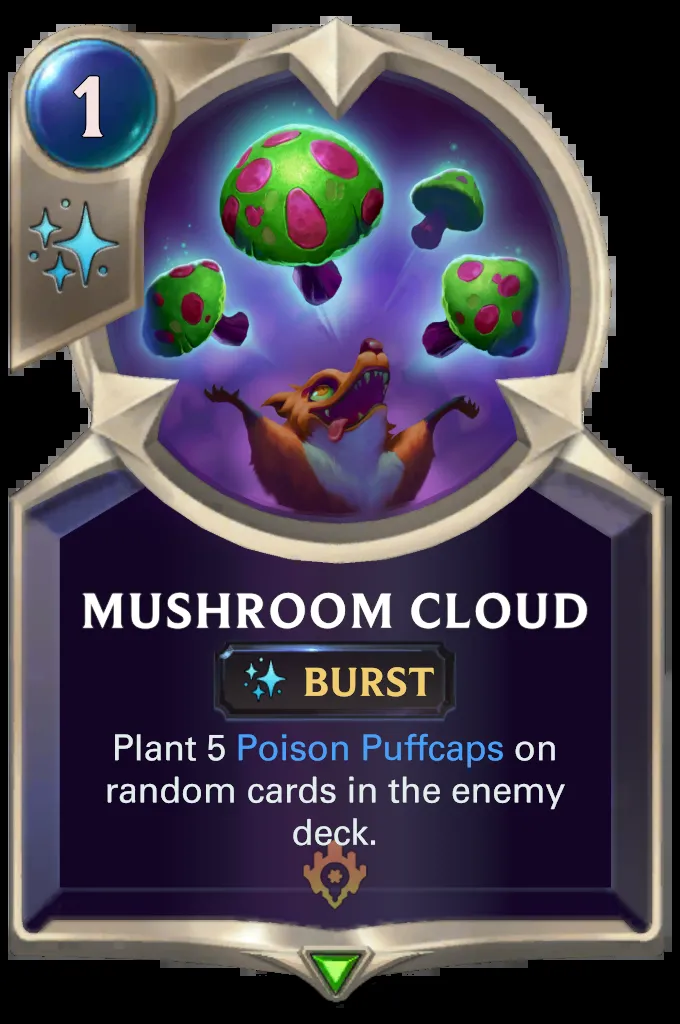 1
MUSHROOM CLOUD
BURST
Plant 5 Poison Puffcaps on
random cards in the enemy
deck.